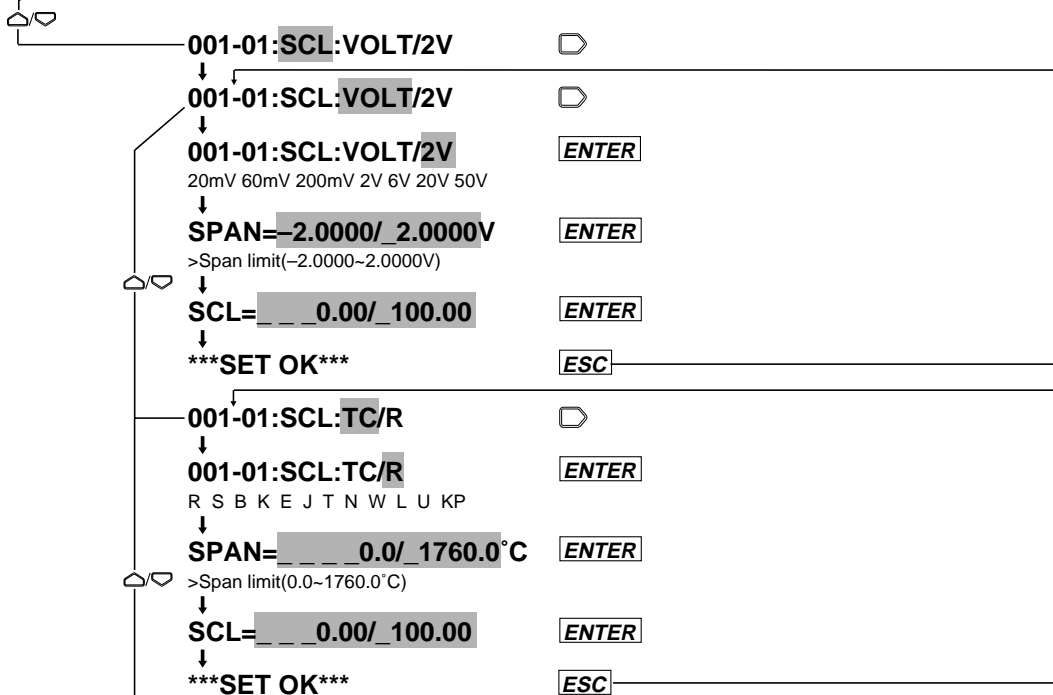 /
001-01:SCL:VOLT/2V
001-01:SCL:VOLT/2V
001-01:SCL:VOLT/2V ENTER
20mV 60mV 200mV 2V 6V 20V 50V
SPAN=–2.0000/_2.0000V ENTER
>Span limit(–2.0000~2.0000V)
/
SCL=_ _ _0.00/_100.00 ENTER
***SET OK*** ESC
001-01:SCL:TC/R
001-01:SCL:TC/R ENTER
R S B K E J T N W L U KP
SPAN=_ _ _ _0.0/_1760.0˚C ENTER
/ >Span limit(0.0~1760.0˚C)
SCL=_ _ _0.00/_100.00 ENTER
***SET OK*** ESC